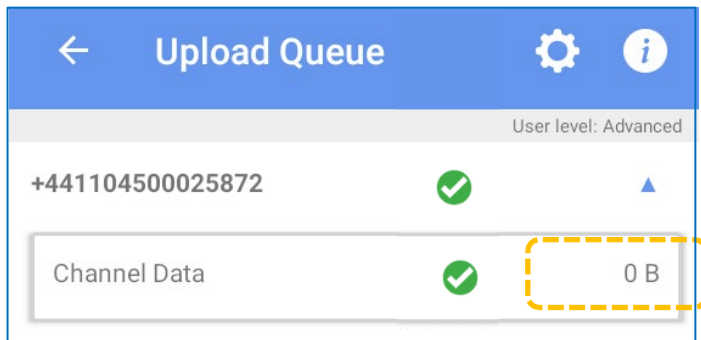 Upload Queue
User level: Advanced
+441104500025872
Channel Data 0 B